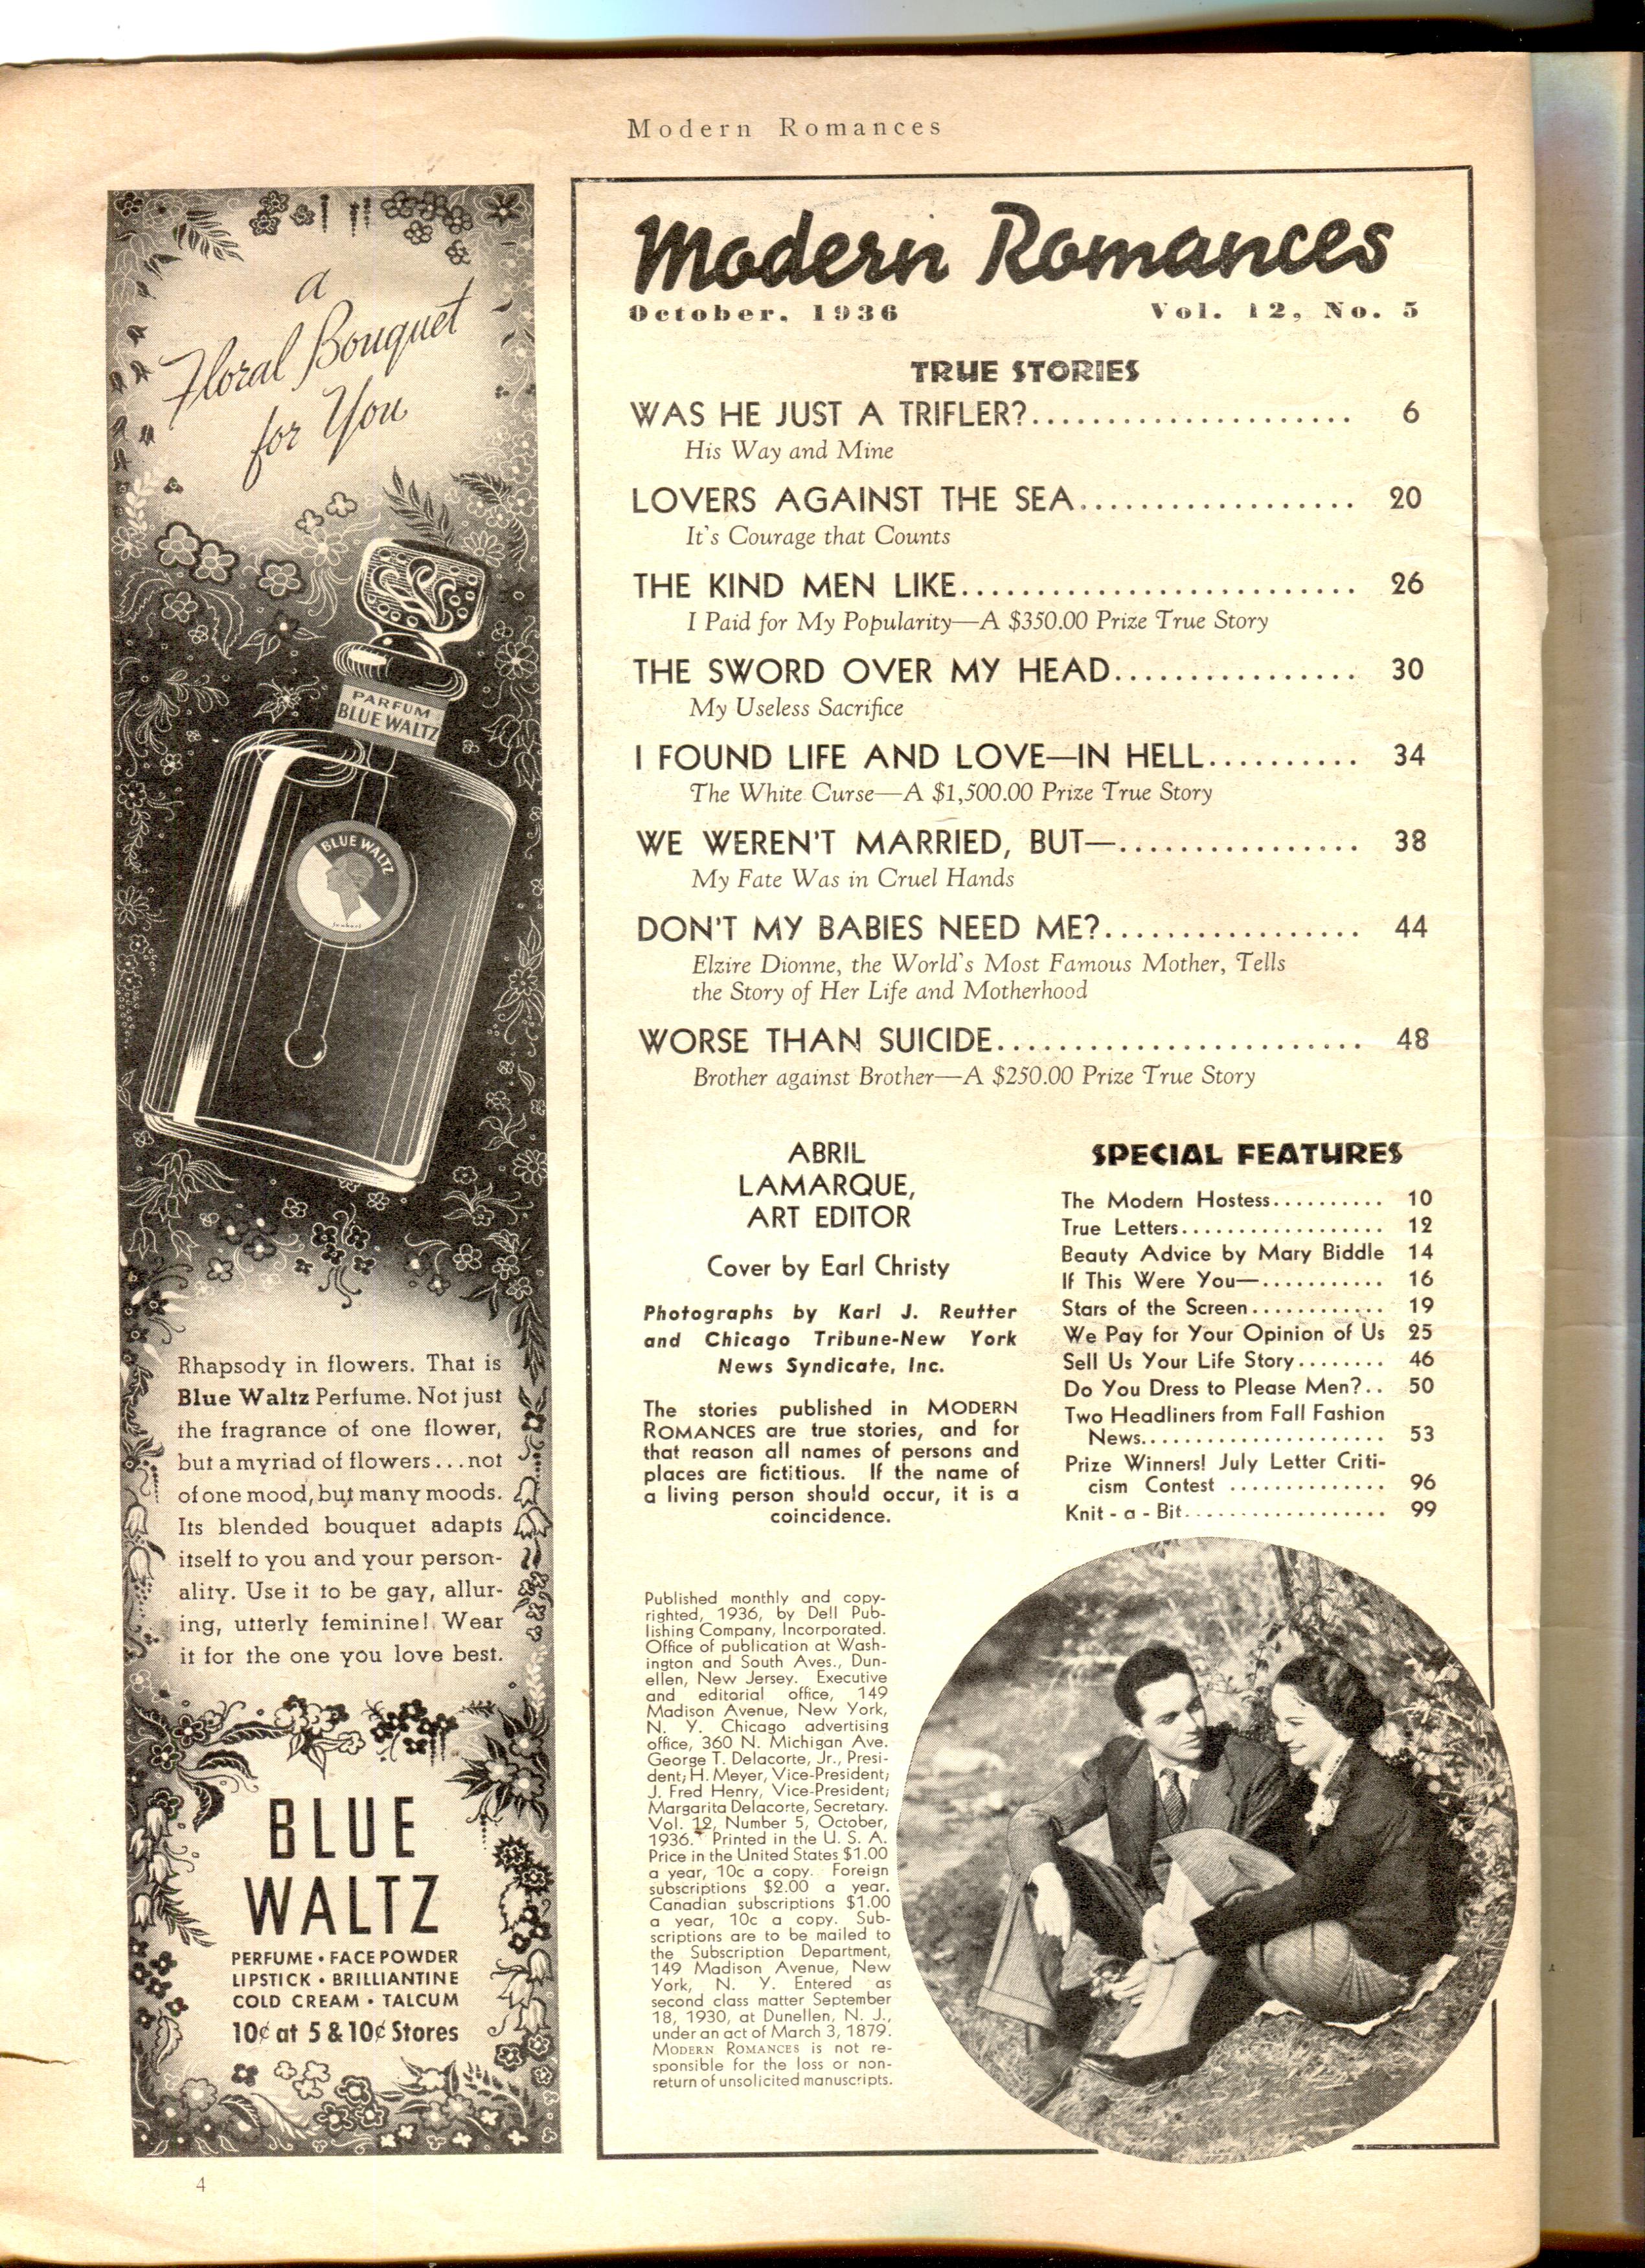 Modern Romances
a
Floral Bouquet
for You
PARFUM
BLUE WALTZ
BLUE WALTZ
Joubert
Rhapsody in flowers. That is
Blue Waltz Perfume. Not just
the fragrance of one flower,
but a myriad of flowers...not
of one mood, but many moods.
Its blended bouquet adapts
itself to you and your person-
ality. Use it to be gay, allur-
ing, utterly feminine! Wear
it for the one you love best.
BLUE
WALTZ
PERFUME • FACE POWDER
LIPSTICK • BRILLIANTINE
COLD CREAM • TALCUM
10¢ at 5 & 10¢ Stores
Modern Romances
October, 1936 Vol. 12, No. 5
TRUE STORIES
WAS HE JUST A TRIFLER?..................... 6
His Way and Mine
LOVERS AGAINST THE SEA.................. 20
It's Courage that Counts
THE KIND MEN LIKE.......................... 26
I Paid for My Popularity—A $350.00 Prize True Story
THE SWORD OVER MY HEAD................ 30
My Useless Sacrifice
I FOUND LIFE AND LOVE—IN HELL.......... 34
The White Curse—A $1,500.00 Prize True Story
WE WEREN'T MARRIED, BUT—................ 38
My Fate Was in Cruel Hands
DON'T MY BABIES NEED ME?................. 44
Elzire Dionne, the World's Most Famous Mother, Tells
the Story of Her Life and Motherhood
WORSE THAN SUICIDE........................ 48
Brother against Brother—A $250.00 Prize True Story
ABRIL
LAMARQUE,
ART EDITOR
Cover by Earl Christy
Photographs by Karl J. Reutter
and Chicago Tribune-New York
News Syndicate, Inc.
The stories published in MODERN
ROMANCES are true stories, and for
that reason all names of persons and
places are fictitious. If the name of
a living person should occur, it is a
coincidence.
SPECIAL FEATURES
The Modern Hostess.......... 10
True Letters.................. 12
Beauty Advice by Mary Biddle 14
If This Were You—........... 16
Stars of the Screen............ 19
We Pay for Your Opinion of Us 25
Sell Us Your Life Story........ 46
Do You Dress to Please Men?.. 50
Two Headliners from Fall Fashion
News...................... 53
Prize Winners! July Letter Criti-
cism Contest .............. 96
Knit - a - Bit.................. 99
Published monthly and copy-
righted, 1936, by Dell Pub-
lishing Company, Incorporated.
Office of publication at Wash-
ington and South Aves., Dun-
ellen, New Jersey. Executive
and editorial office, 149
Madison Avenue, New York,
N. Y. Chicago advertising
office, 360 N. Michigan Ave.
George T. Delacorte, Jr., Presi-
dent; H. Meyer, Vice-President;
J. Fred Henry, Vice-President;
Margarita Delacorte, Secretary.
Vol. 12, Number 5, October,
1936. Printed in the U. S. A.
Price in the United States $1.00
a year, 10c a copy. Foreign
subscriptions $2.00 a year.
Canadian subscriptions $1.00
a year, 10c a copy. Sub-
scriptions are to be mailed to
the Subscription Department,
149 Madison Avenue, New
York, N. Y. Entered as
second class matter September
18, 1930, at Dunellen, N. J.,
under an act of March 3, 1879.
MODERN ROMANCES is not re-
sponsible for the loss or non-
return of unsolicited manuscripts.
4